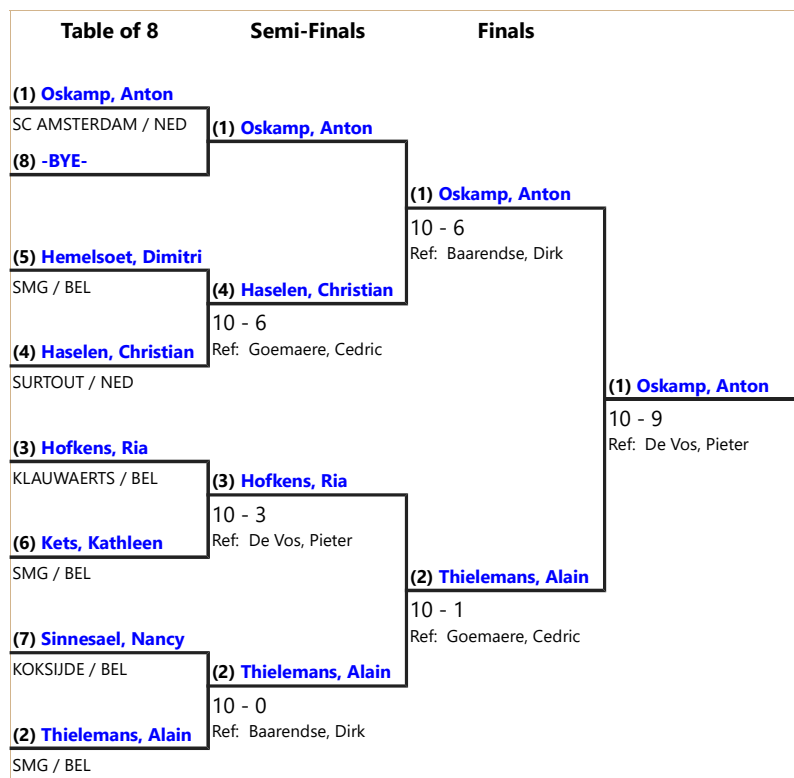 Table of 8
Semi-Finals
Finals
(1) Oskamp, Anton
SC AMSTERDAM / NED
(8) -BYE-
(5) Hemelsoet, Dimitri
SMG / BEL
(4) Haselen, Christian
SURTOUT / NED
(3) Hofkens, Ria
KLAUWAERTS / BEL
(6) Kets, Kathleen
SMG / BEL
(7) Sinnesael, Nancy
KOKSIJDE / BEL
(2) Thielemans, Alain
SMG / BEL
(1) Oskamp, Anton
(4) Haselen, Christian
10 - 6
Ref: Goemaere, Cedric
(3) Hofkens, Ria
10 - 3
Ref: De Vos, Pieter
(2) Thielemans, Alain
10 - 0
Ref: Baarendse, Dirk
(1) Oskamp, Anton
10 - 6
Ref: Baarendse, Dirk
(2) Thielemans, Alain
10 - 1
Ref: Goemaere, Cedric
(1) Oskamp, Anton
10 - 9
Ref: De Vos, Pieter